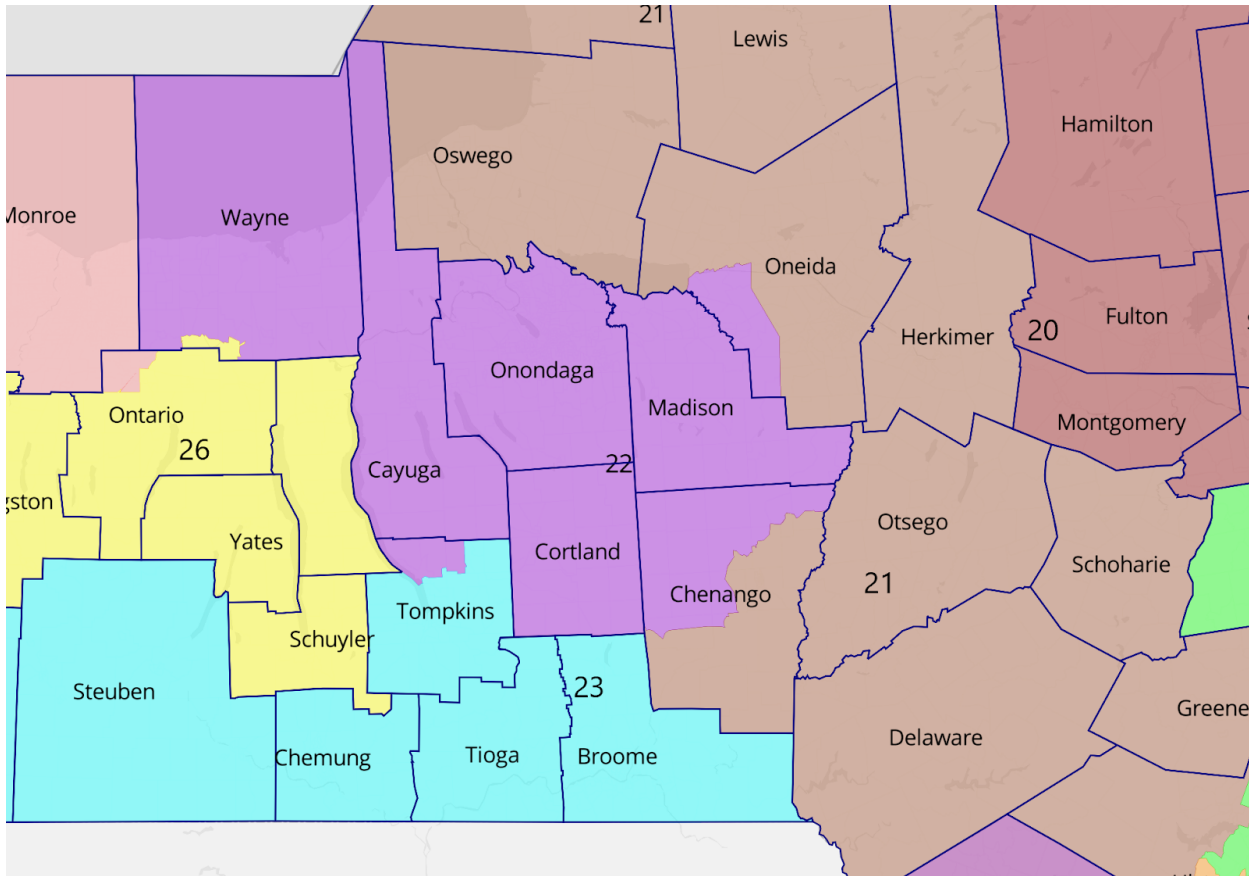 21
Lewis
Hamilton
Oswego
Monroe
Wayne
Oneida
Fulton
20
Herkimer
Onondaga
Madison
Ontario
Montgomery
26
22
Cayuga
gston
Otsego
Yates
Cortland
Schoharie
21
Chenango
Tompkins
Schuyler
23
Steuben
Greene
Delaware
Tioga
Broome
Chemung